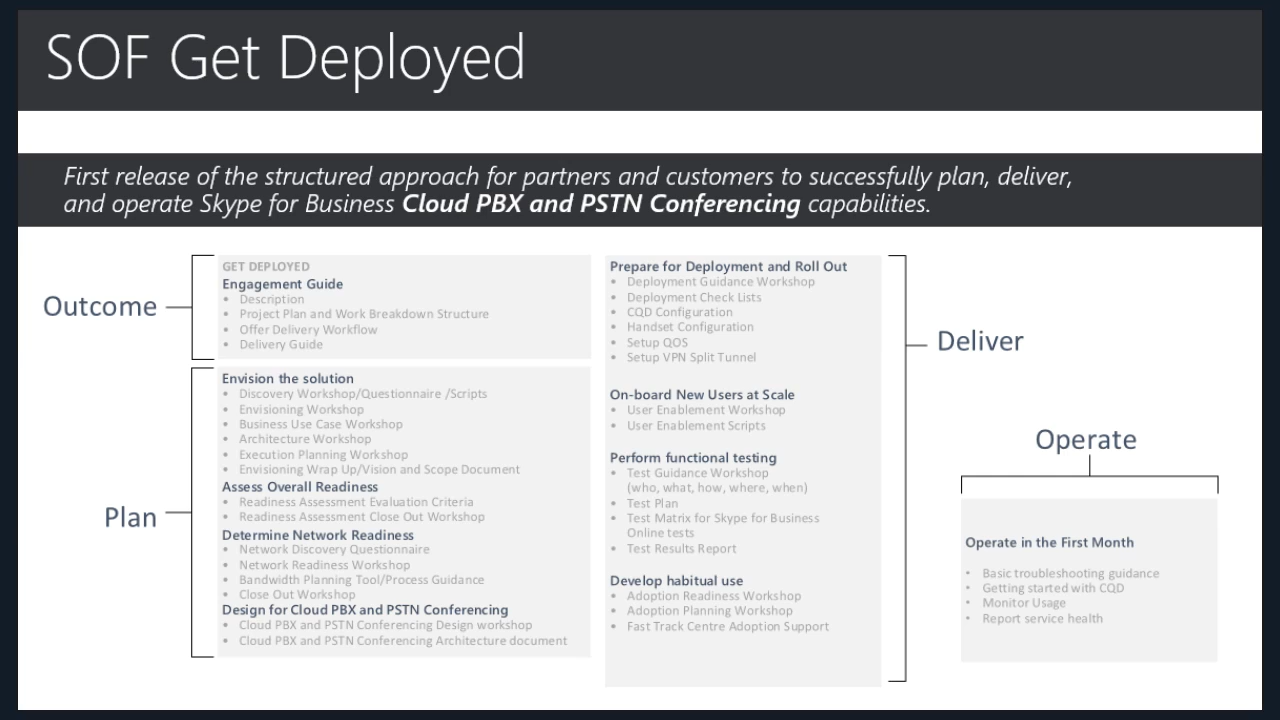 SOF Get Deployed
First release of the structured approach for partners and customers to successfully plan, deliver,
and operate Skype for Business Cloud PBX and PSTN Conferencing capabilities.
Outcome
GET DEPLOYED
Engagement Guide
• Description
• Project Plan and Work Breakdown Structure
• Offer Delivery Workflow
• Delivery Guide
Plan
Envision the solution
• Discovery Workshop/Questionnaire /Scripts
• Envisioning Workshop
• Business Use Case Workshop
• Architecture Workshop
• Execution Planning Workshop
• Envisioning Wrap Up/Vision and Scope Document
Assess Overall Readiness
• Readiness Assessment Evaluation Criteria
• Readiness Assessment Close Out Workshop
Determine Network Readiness
• Network Discovery Questionnaire
• Network Readiness Workshop
• Bandwidth Planning Tool/Process Guidance
• Close Out Workshop
Design for Cloud PBX and PSTN Conferencing
• Cloud PBX and PSTN Conferencing Design workshop
• Cloud PBX and PSTN Conferencing Architecture document
Deliver
Prepare for Deployment and Roll Out
• Deployment Guidance Workshop
• Deployment Check Lists
• CQD Configuration
• Handset Configuration
• Setup QOS
• Setup VPN Split Tunnel
On-board New Users at Scale
• User Enablement Workshop
• User Enablement Scripts
Perform functional testing
• Test Guidance Workshop
(who, what, how, where, when)
• Test Plan
• Test Matrix for Skype for Business
Online tests
• Test Results Report
Develop habitual use
• Adoption Readiness Workshop
• Adoption Planning Workshop
• Fast Track Centre Adoption Support
Operate
Operate in the First Month
• Basic troubleshooting guidance
• Getting started with CQD
• Monitor Usage
• Report service health